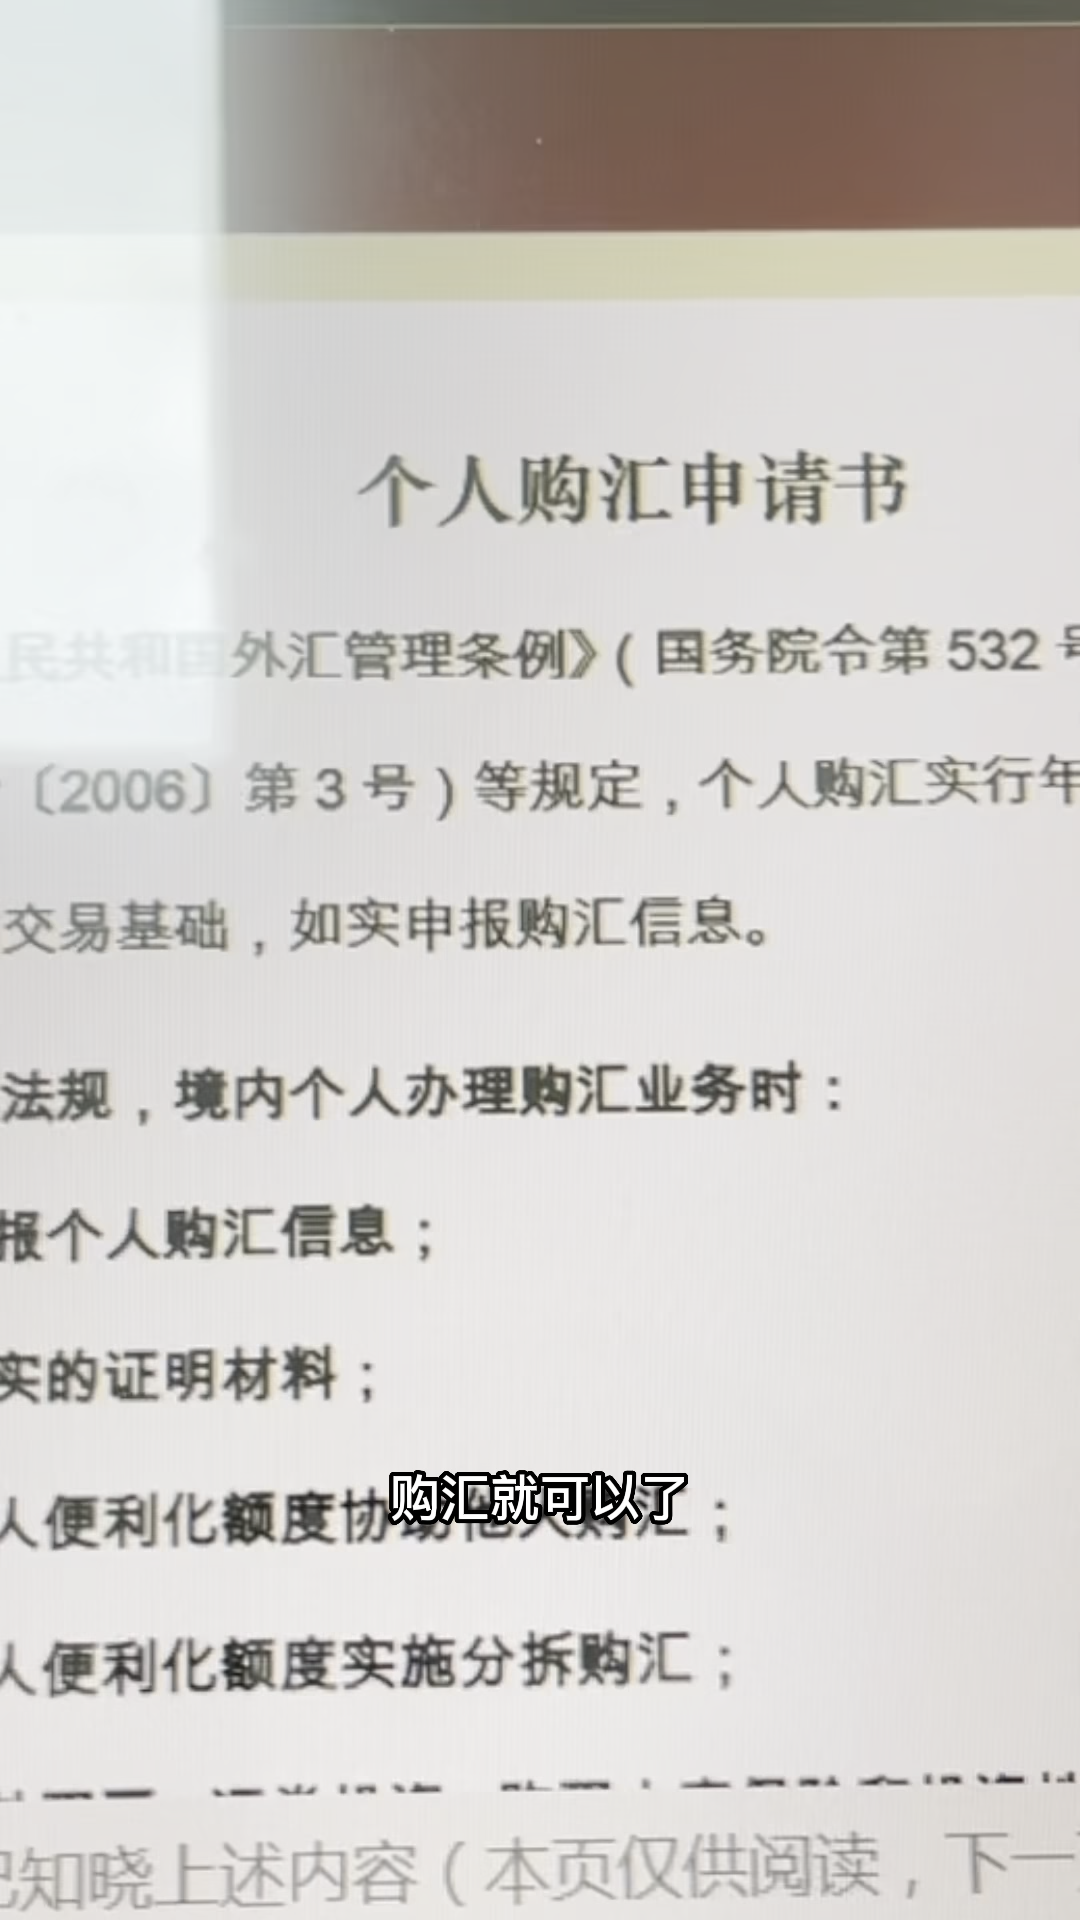 个人购汇申请书
民共和国外汇管理条例》(国务院令第 532 号
〔2006〕第 3 号)等规定，个人购汇实行年
交易基础，如实申报购汇信息。
法规，境内个人办理购汇业务时：
报个人购汇信息；
实的证明材料；
人便利化额度协助他人购汇；
购汇就可以了
人便利化额度实施分拆购汇；
知晓上述内容（本页仅供阅读，下一